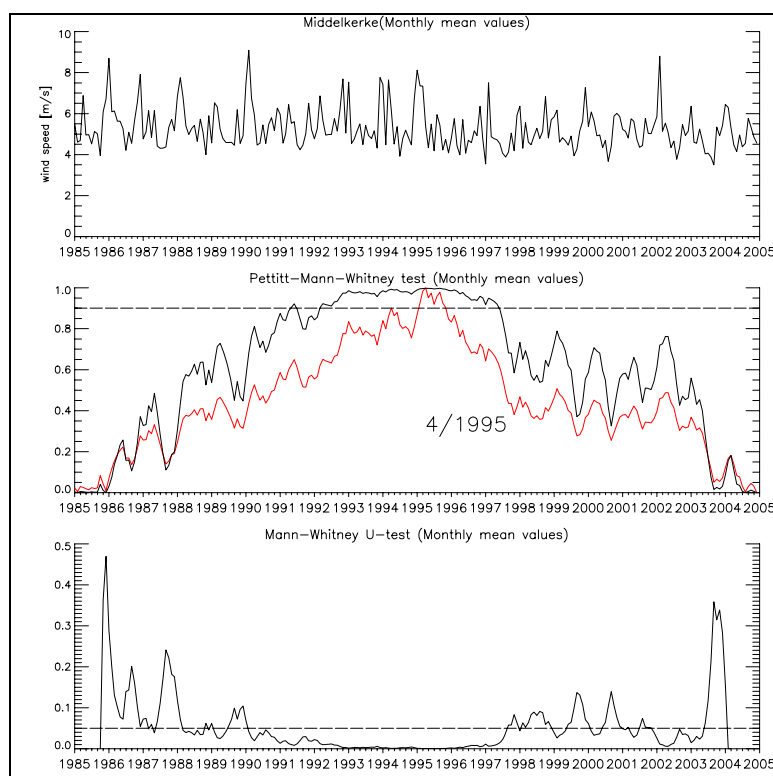 Middelkerke(Monthly mean values)
10
8
6
4
2
0
wind speed [m/s]
1985 1986 1987 1988 1989 1990 1991 1992 1993 1994 1995 1996 1997 1998 1999 2000 2001 2002 2003 2004 2005
Pettitt-Mann-Whitney test (Monthly mean values)
1.0
0.8
0.6
0.4
0.2
0.0
4/1995
1985 1986 1987 1988 1989 1990 1991 1992 1993 1994 1995 1996 1997 1998 1999 2000 2001 2002 2003 2004 2005
Mann-Whitney U-test (Monthly mean values)
0.5
0.4
0.3
0.2
0.1
0.0
1985 1986 1987 1988 1989 1990 1991 1992 1993 1994 1995 1996 1997 1998 1999 2000 2001 2002 2003 2004 2005